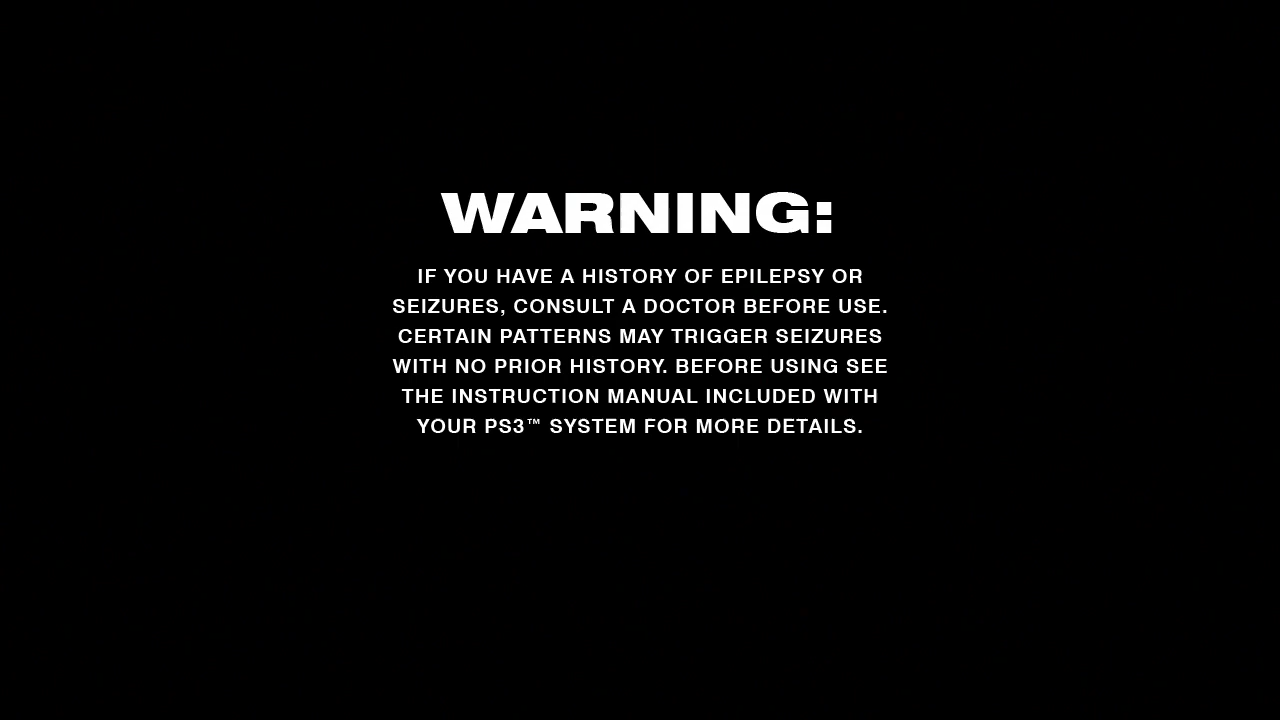 WARNING:
IF YOU HAVE A HISTORY OF EPILEPSY OR
SEIZURES, CONSULT A DOCTOR BEFORE USE.
CERTAIN PATTERNS MAY TRIGGER SEIZURES
WITH NO PRIOR HISTORY. BEFORE USING SEE
THE INSTRUCTION MANUAL INCLUDED WITH
YOUR PS3™ SYSTEM FOR MORE DETAILS.